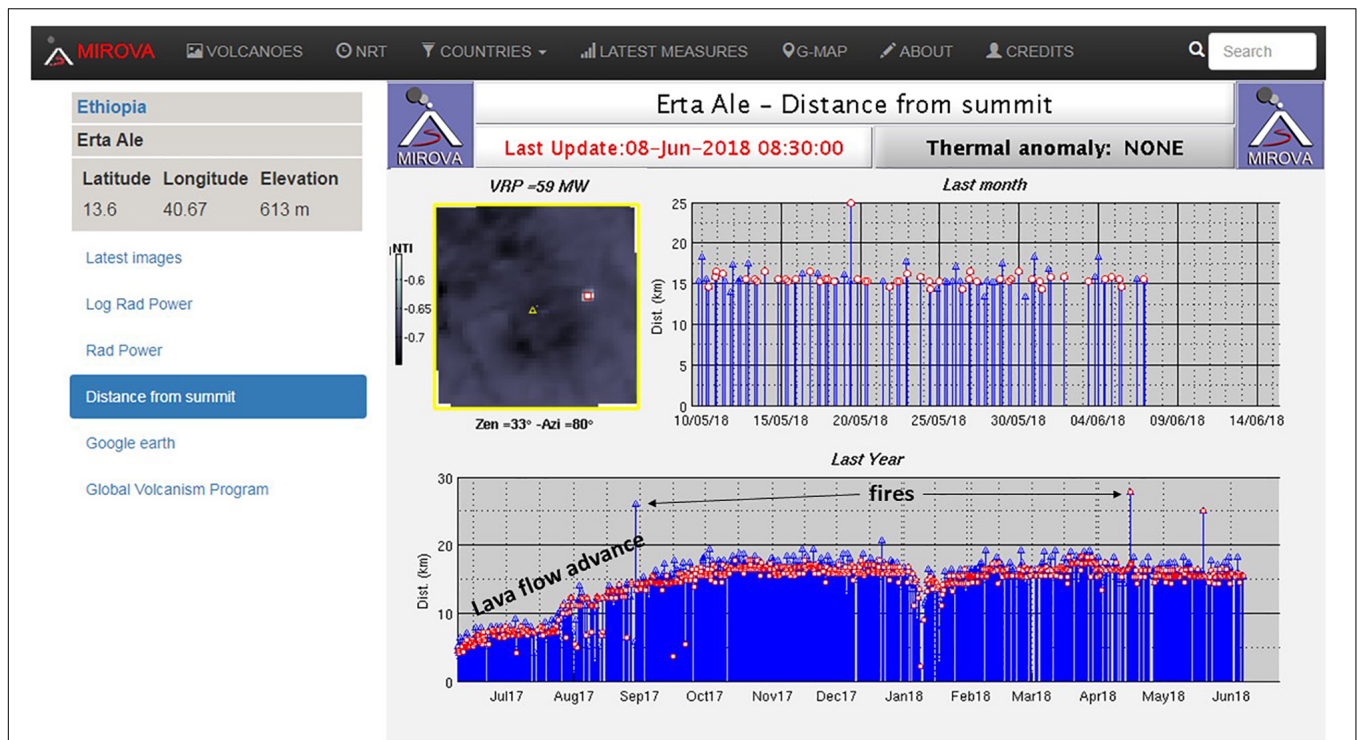 MIROVA VOLCANOES NRT COUNTRIES LATEST MEASURES G-MAP ABOUT CREDITS Search
Ethiopia
Erta Ale
Latitude Longitude Elevation
13.6 40.67 613 m
Latest images
Log Rad Power
Rad Power
Distance from summit
Google earth
Global Volcanism Program
MIROVA
Erta Ale – Distance from summit
Last Update:08-Jun-2018 08:30:00
Thermal anomaly: NONE
MIROVA
VRP =59 MW
NTI
-0.6
-0.65
-0.7
Zen =33° -Azi =80°
Last month
Dist. (km)
25
20
15
10
5
0
10/05/18 15/05/18 20/05/18 25/05/18 30/05/18 04/06/18 09/06/18 14/06/18
Last Year
Dist. (km)
30
20
10
0
fires
Lava flow advance
Jul17 Aug17 Sep17 Oct17 Nov17 Dec17 Jan18 Feb18 Mar18 Apr18 May18 Jun18